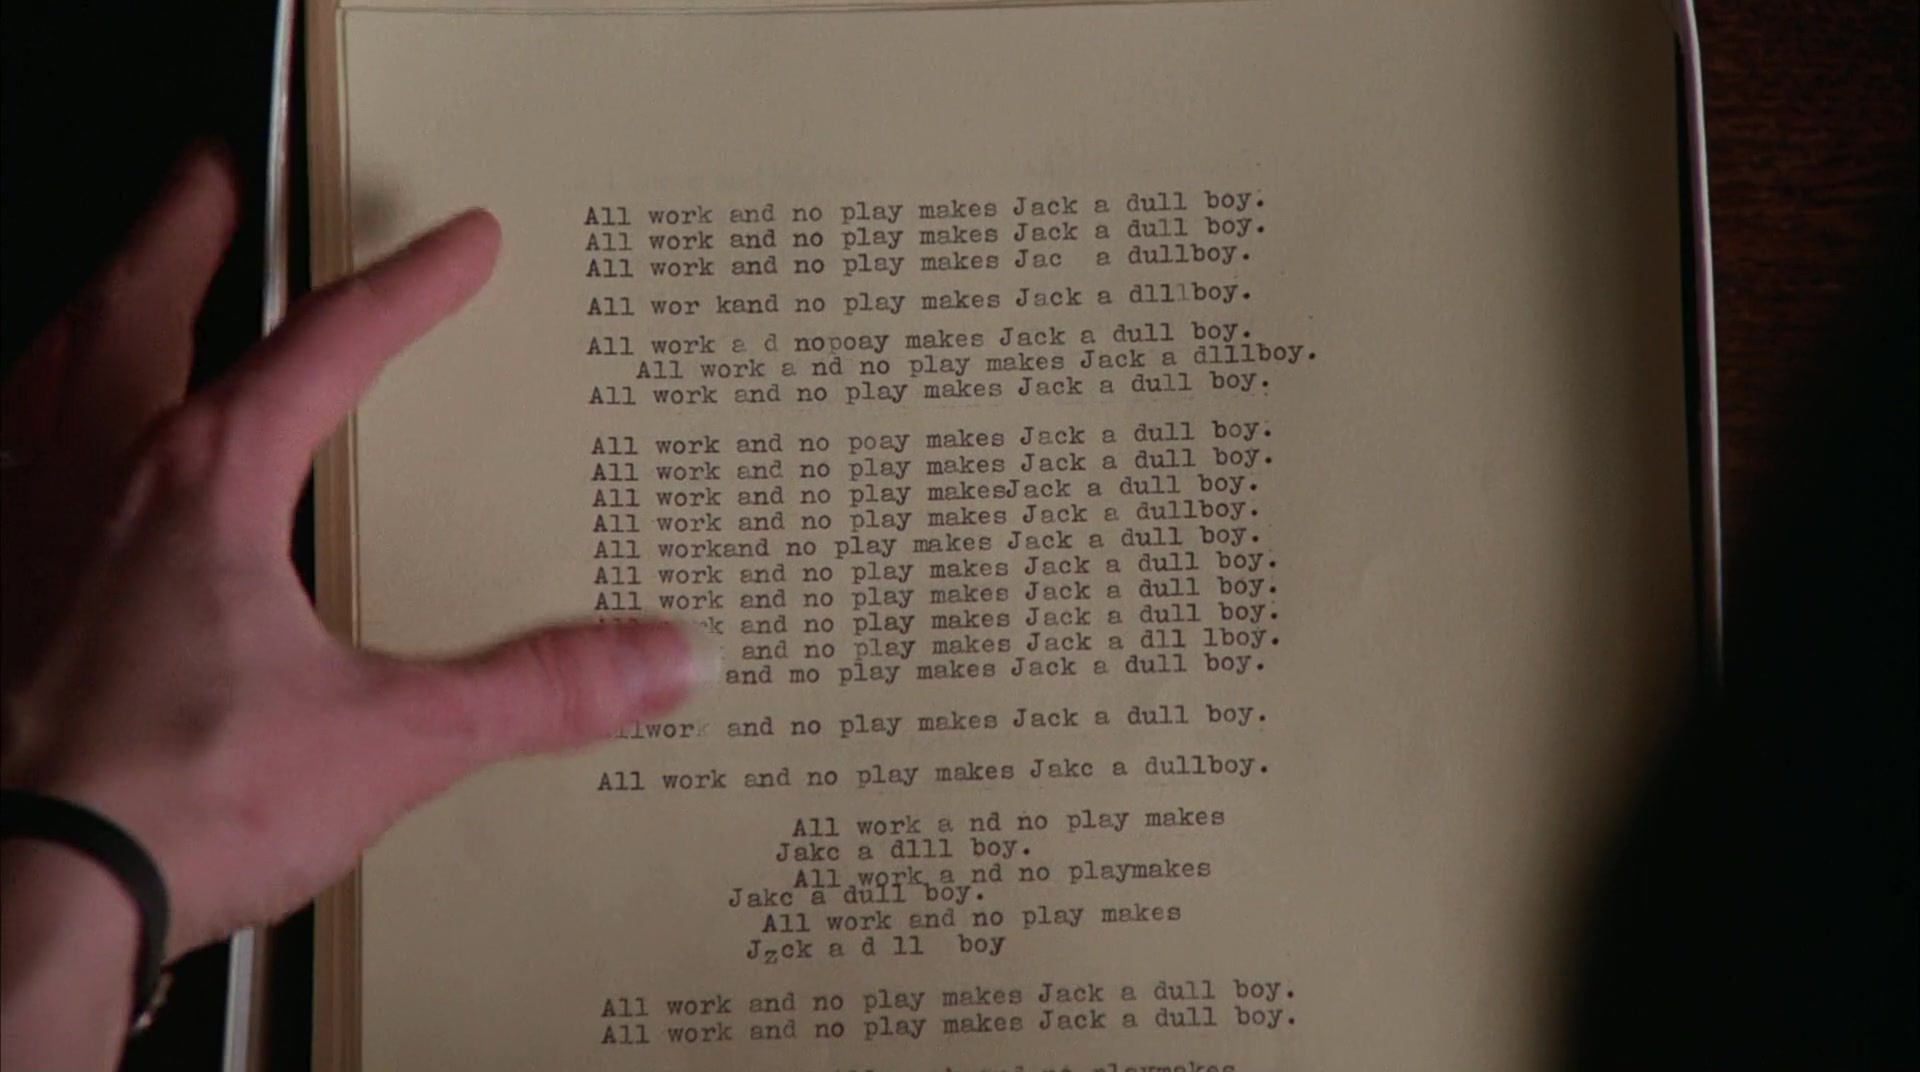 All work and no play makes Jack a dull boy.
All work and no play makes Jack a dull boy.
All work and no play makes Jac  a dullboy.
All wor kand no play makes Jack a dlllboy.
All work a d nopoay makes Jack a dull boy.
All work a nd no play makes Jack a dlllboy.
All work and no play makes Jack a dull boy.
All work and no poay makes Jack a dull boy.
All work and no play makes Jack a dull boy.
All work and no play makesJack a dull boy.
All work and no play makes Jack a dullboy.
All workand no play makes Jack a dull boy.
All work and no play makes Jack a dull boy.
All work and no play makes Jack a dull boy.
and no play makes Jack a dull boy.
and no play makes Jack a dll lboy.
and mo play makes Jack a dull boy.
and no play makes Jack a dull boy.
All work and no play makes Jakc a dullboy.
All work a nd no play makes
Jakc a dlll boy.
All work a nd no playmakes
Jakc a dull boy.
All work and no play makes
Jzck a d ll  boy
All work and no play makes Jack a dull boy.
All work and no play makes Jack a dull boy.